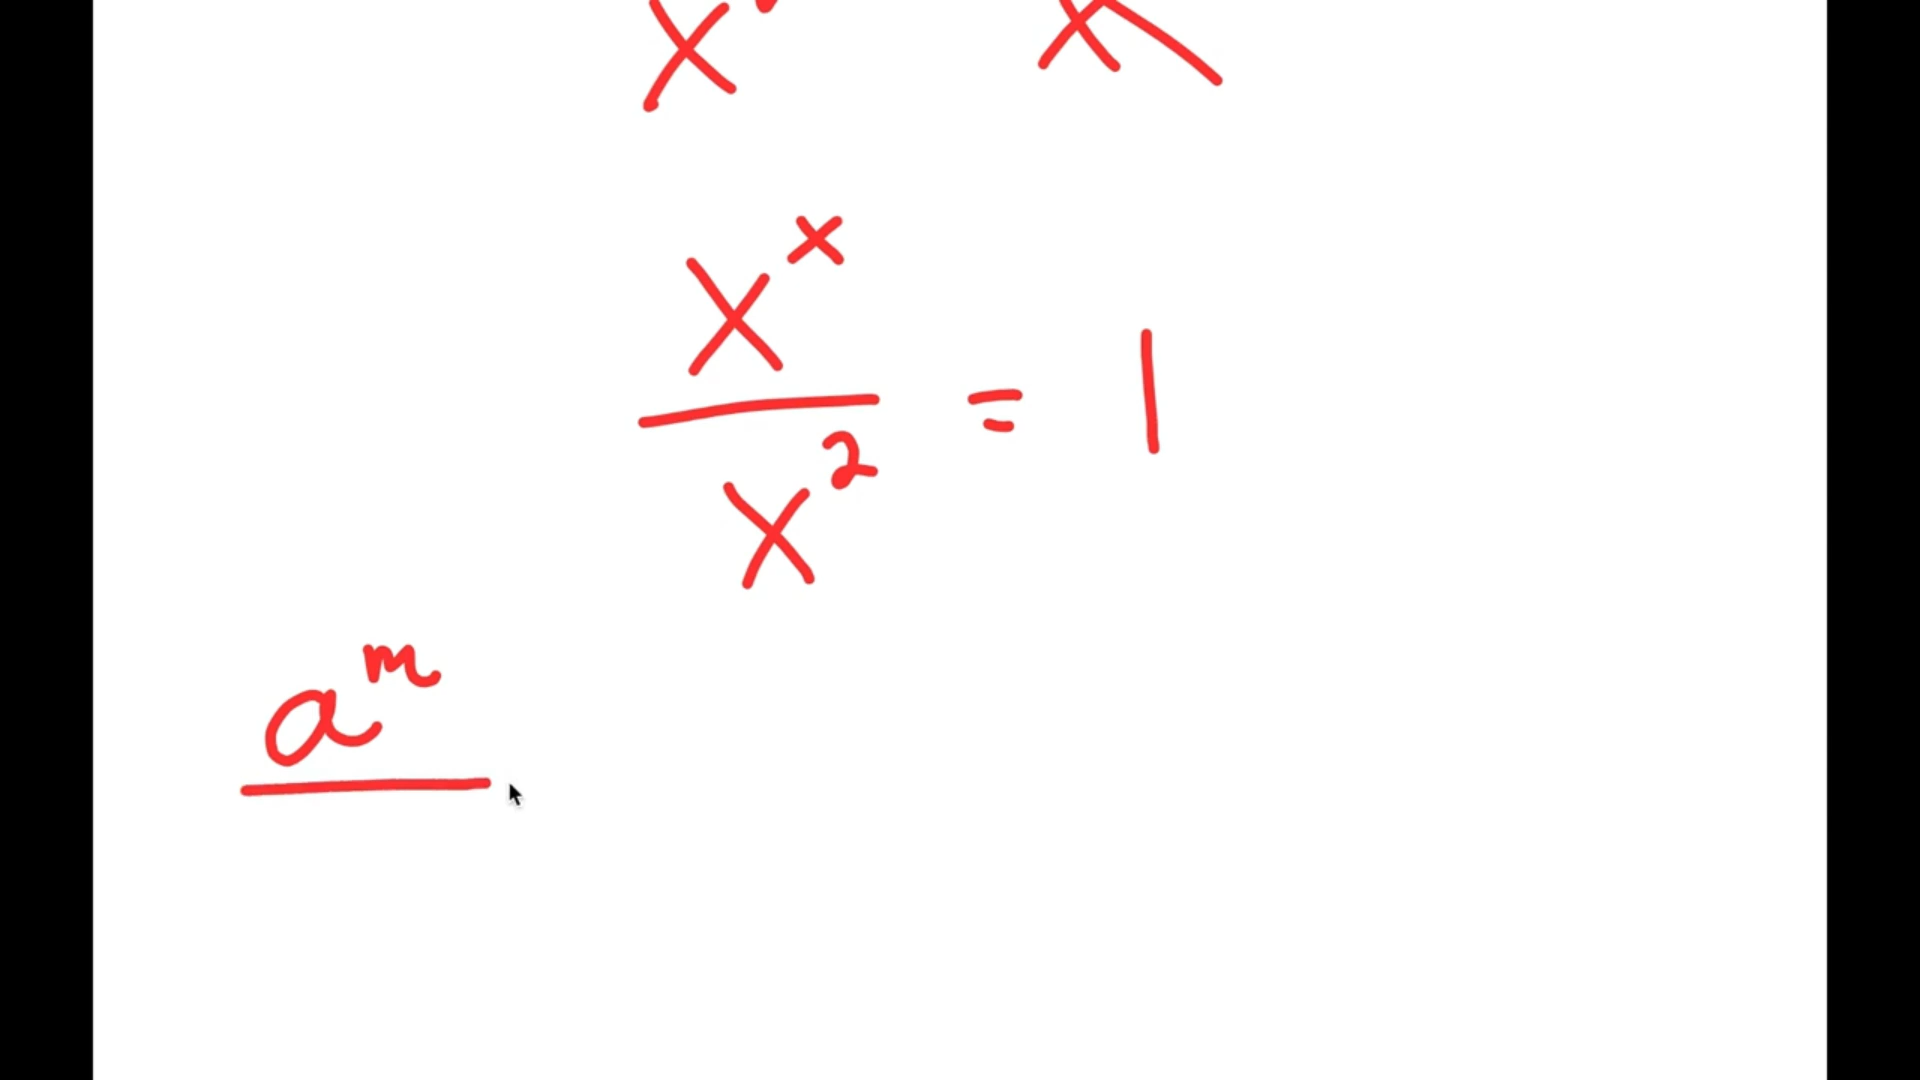 x x
x^x / x^2 = 1
a^m